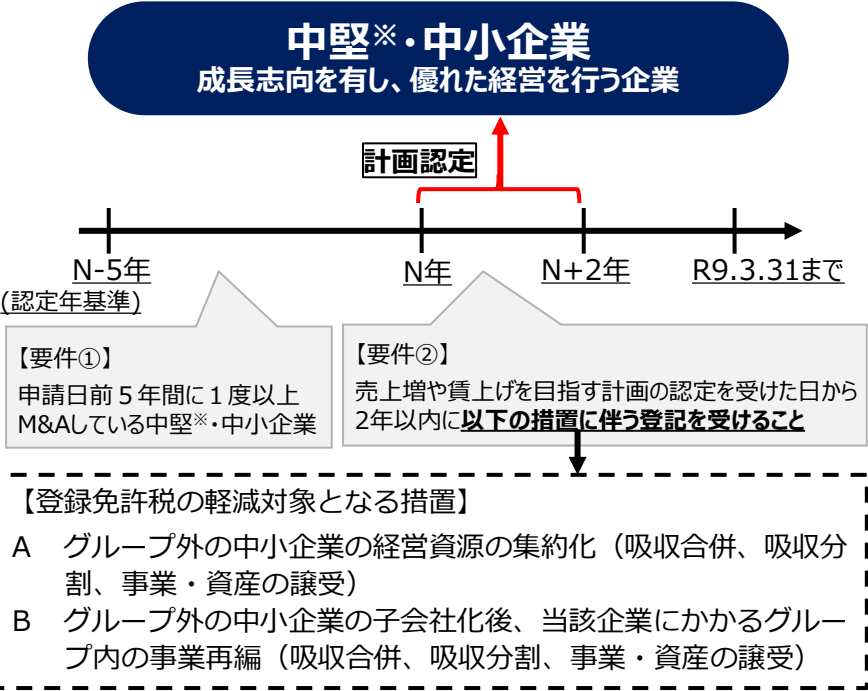 中堅※・中小企業
成長志向を有し、優れた経営を行う企業
計画認定
N-5年
(認定年基準)
N年
N+2年
R9.3.31まで
【要件①】
申請日前５年間に１度以上
M&Aしている中堅※・中小企業
【要件②】
売上増や賃上げを目指す計画の認定を受けた日から
2年以内に以下の措置に伴う登記を受けること
【登録免許税の軽減対象となる措置】
A　グループ外の中小企業の経営資源の集約化（吸収合併、吸収分
割、事業・資産の譲受）
B　グループ外の中小企業の子会社化後、当該企業にかかるグルー
プ内の事業再編（吸収合併、吸収分割、事業・資産の譲受）